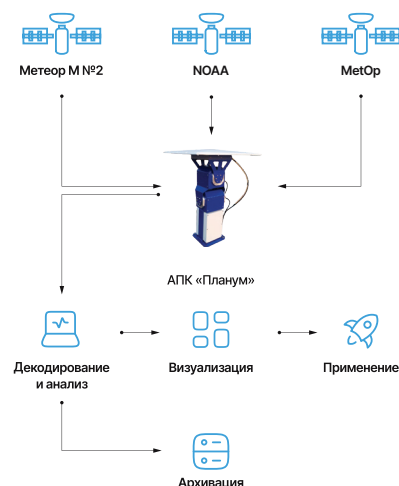 Метеор М №2
NOAA
MetOp
АПК «Планум»
Декодирование
и анализ
Визуализация
Применение
Архивация